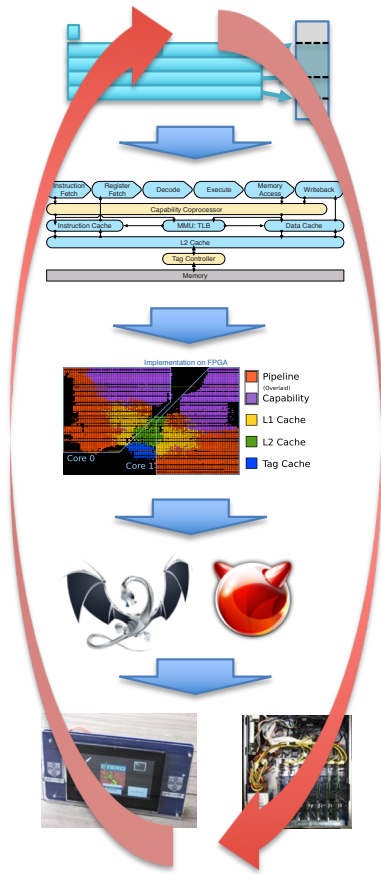 Instruction
Fetch
Register
Fetch
Decode
Execute
Memory
Access
Writeback
Capability Coprocessor
Instruction Cache
MMU: TLB
Data Cache
L2 Cache
Tag Controller
Memory
Implementation on FPGA
Pipeline
(Overlaid)
Capability
L1 Cache
L2 Cache
Tag Cache
Core 0
Core 1